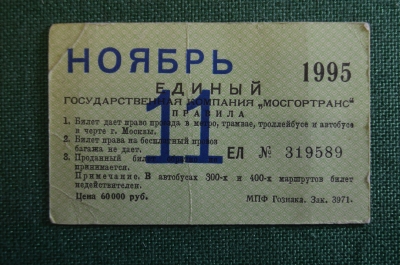 НОЯБРЬ
1995
ЕДИНЫЙ
ГОСУДАРСТВЕННАЯ КОМПАНИЯ „МОСГОРТРАНС“
ПРАВИЛА
1. Билет дает право проезда в метро, трамвае, троллейбусе и автобусе
в черте г. Москвы.
2. Билет права на бесплатный провоз
багажа не дает.
3. Проданный билет
принимается.
11
ЕЛ № 319589
Примечание. В автобусах 300-х и 400-х маршрутов билет
недействителен.
Цена 60000 руб.
МПФ Гознака. Зак. 3971.